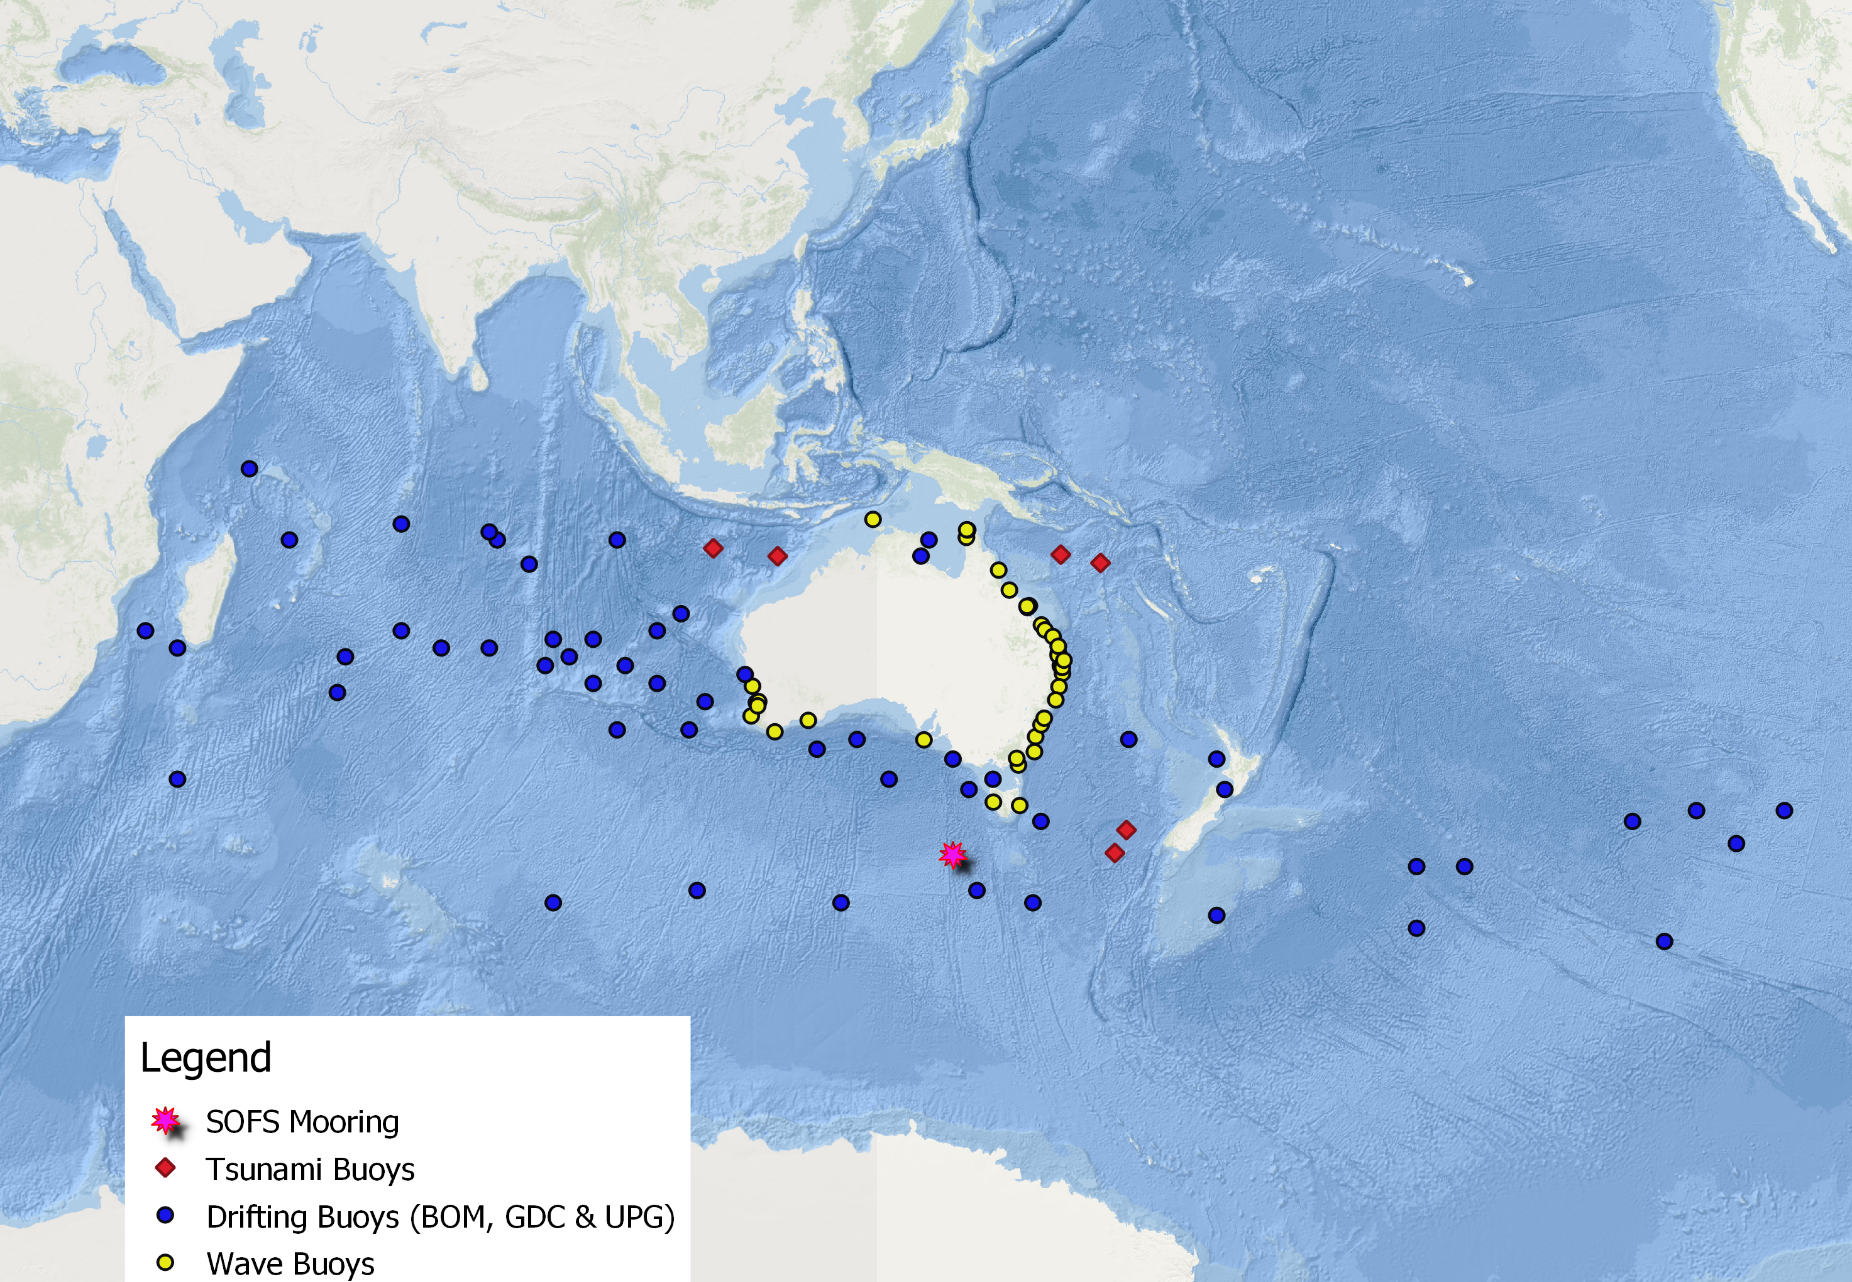 Legend
SOFS Mooring
Tsunami Buoys
Drifting Buoys (BOM, GDC & UPG)
Wave Buoys